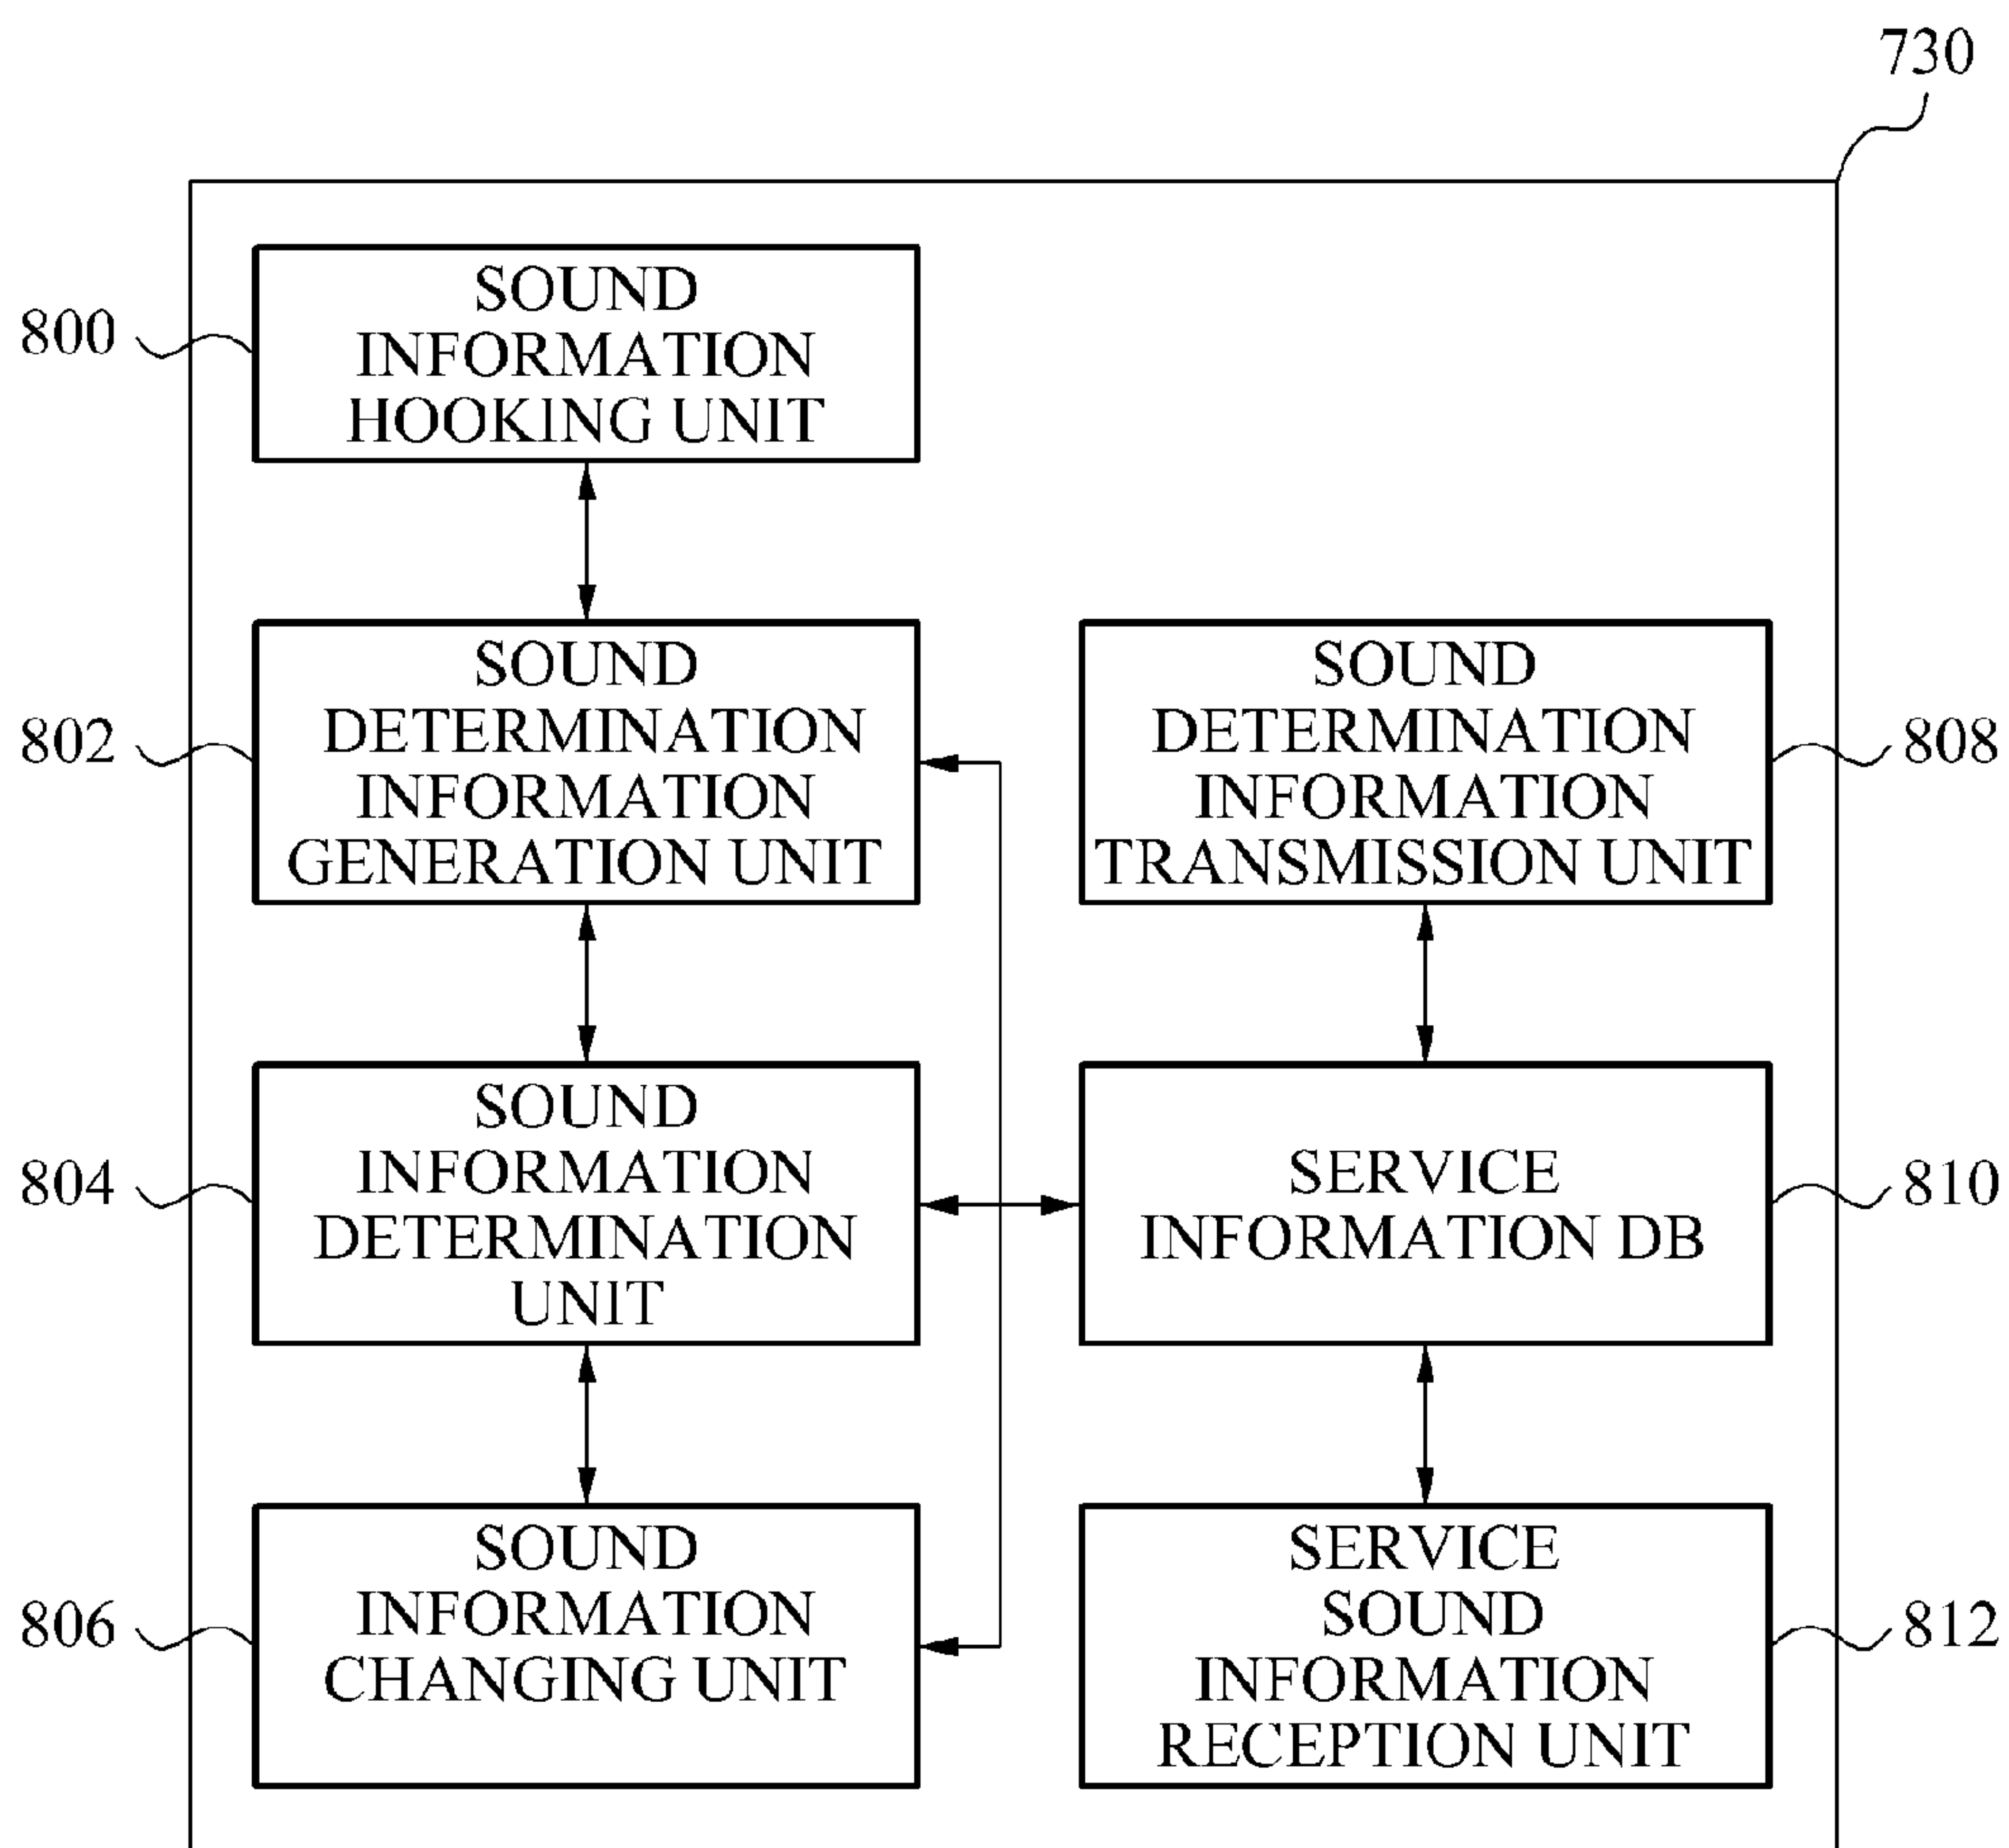 730
800
SOUND
INFORMATION
HOOKING UNIT
802
SOUND
DETERMINATION
INFORMATION
GENERATION UNIT
SOUND
DETERMINATION
INFORMATION
TRANSMISSION UNIT
808
804
SOUND
INFORMATION
DETERMINATION
UNIT
SERVICE
INFORMATION DB
810
806
SOUND
INFORMATION
CHANGING UNIT
SERVICE
SOUND
INFORMATION
RECEPTION UNIT
812